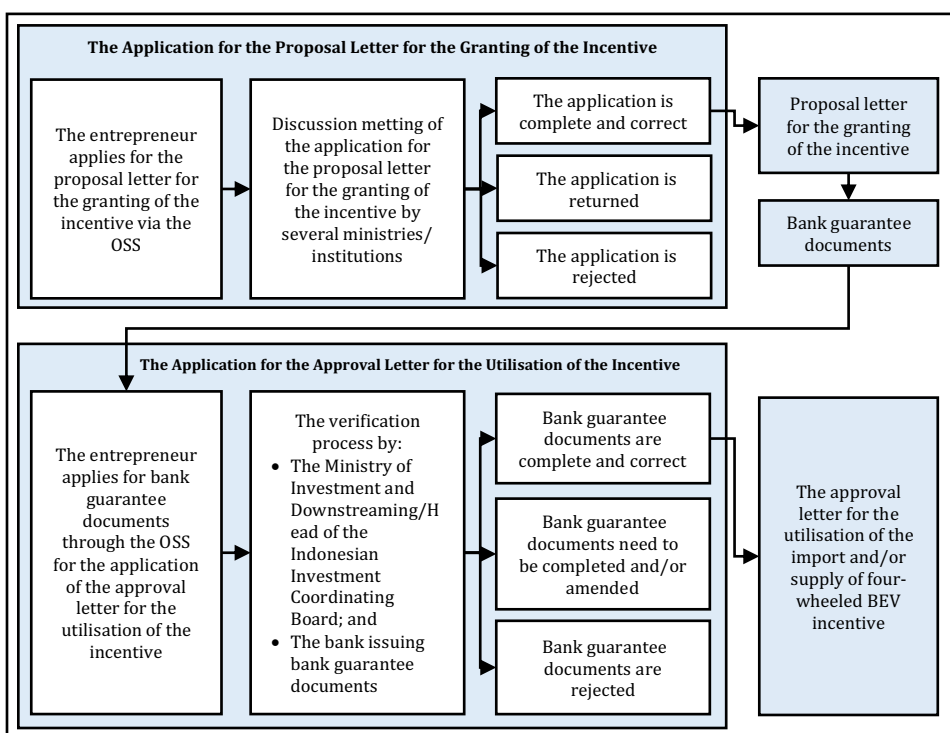 The Application for the Proposal Letter for the Granting of the Incentive
The entrepreneur
applies for the
proposal letter for
the granting of the
incentive via the
OSS
Discussion metting of
the application for
the proposal letter
for the granting of
the incentive by
several ministries/
institutions
The application is
complete and correct
The application is
returned
The application is
rejected
Proposal letter
for the granting
of the incentive
Bank guarantee
documents
The Application for the Approval Letter for the Utilisation of the Incentive
The entrepreneur
applies for bank
guarantee
documents
through the OSS
for the application
of the approval
letter for the
utilisation of the
incentive
The verification
process by:
• The Ministry of
Investment and
Downstreaming/H
ead of the
Indonesian
Investment
Coordinating
Board; and
• The bank issuing
bank guarantee
documents
Bank guarantee
documents are
complete and correct
Bank guarantee
documents need to
be completed and/or
amended
Bank guarantee
documents are
rejected
The approval
letter for the
utilisation of the
import and/or
supply of four-
wheeled BEV
incentive